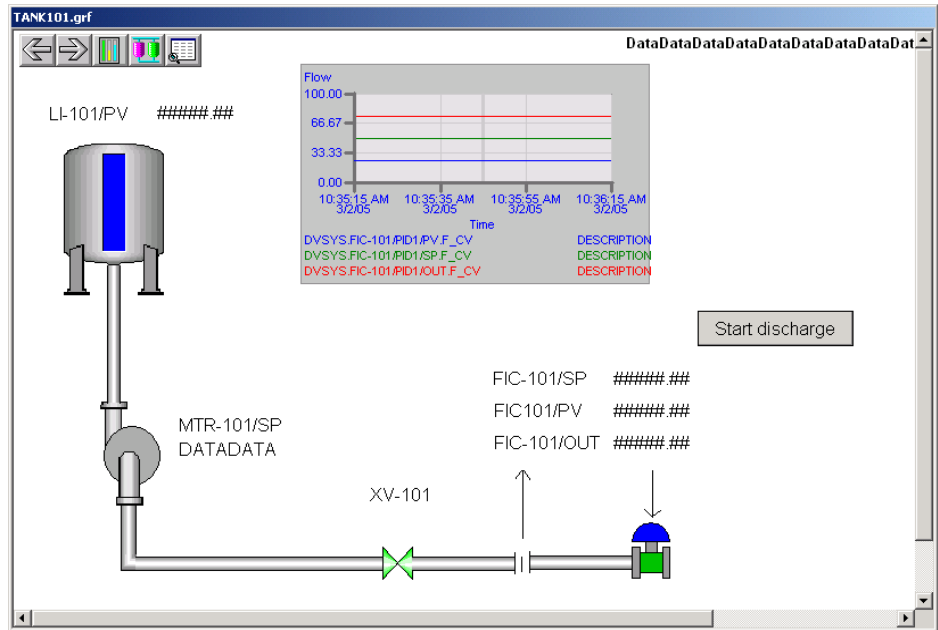 TANK101.grf
DataDataDataDataDataDataDataDataDat
Flow
100.00
66.67
33.33
0.00
10:35:15 AM 10:35:35 AM 10:35:55 AM 10:36:15 AM
3/2/05 3/2/05 3/2/05 3/2/05
Time
DVSYS.FIC-101/PID1/PV.F_CV DESCRIPTION
DVSYS.FIC-101/PID1/SP.F_CV DESCRIPTION
DVSYS.FIC-101/PID1/OUT.F_CV DESCRIPTION
LI-101/PV #####.##
Start discharge
FIC-101/SP #####.##
FIC101/PV #####.##
FIC-101/OUT #####.##
MTR-101/SP
DATADATA
XV-101